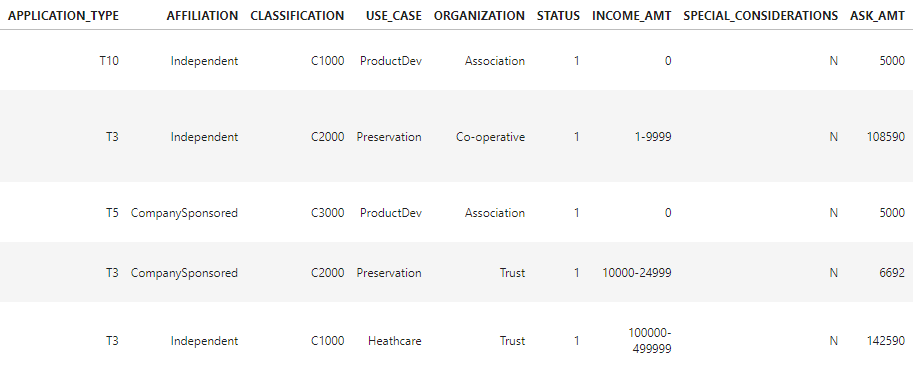 APPLICATION_TYPE AFFILIATION CLASSIFICATION USE_CASE ORGANIZATION STATUS INCOME_AMT SPECIAL_CONSIDERATIONS ASK_AMT
T10 Independent C1000 ProductDev Association 1 0 N 5000
T3 Independent C2000 Preservation Co-operative 1 1-9999 N 108590
T5 CompanySponsored C3000 ProductDev Association 1 0 N 5000
T3 CompanySponsored C2000 Preservation Trust 1 10000-24999 N 6692
T3 Independent C1000 Heathcare Trust 1 100000-
499999 N 142590